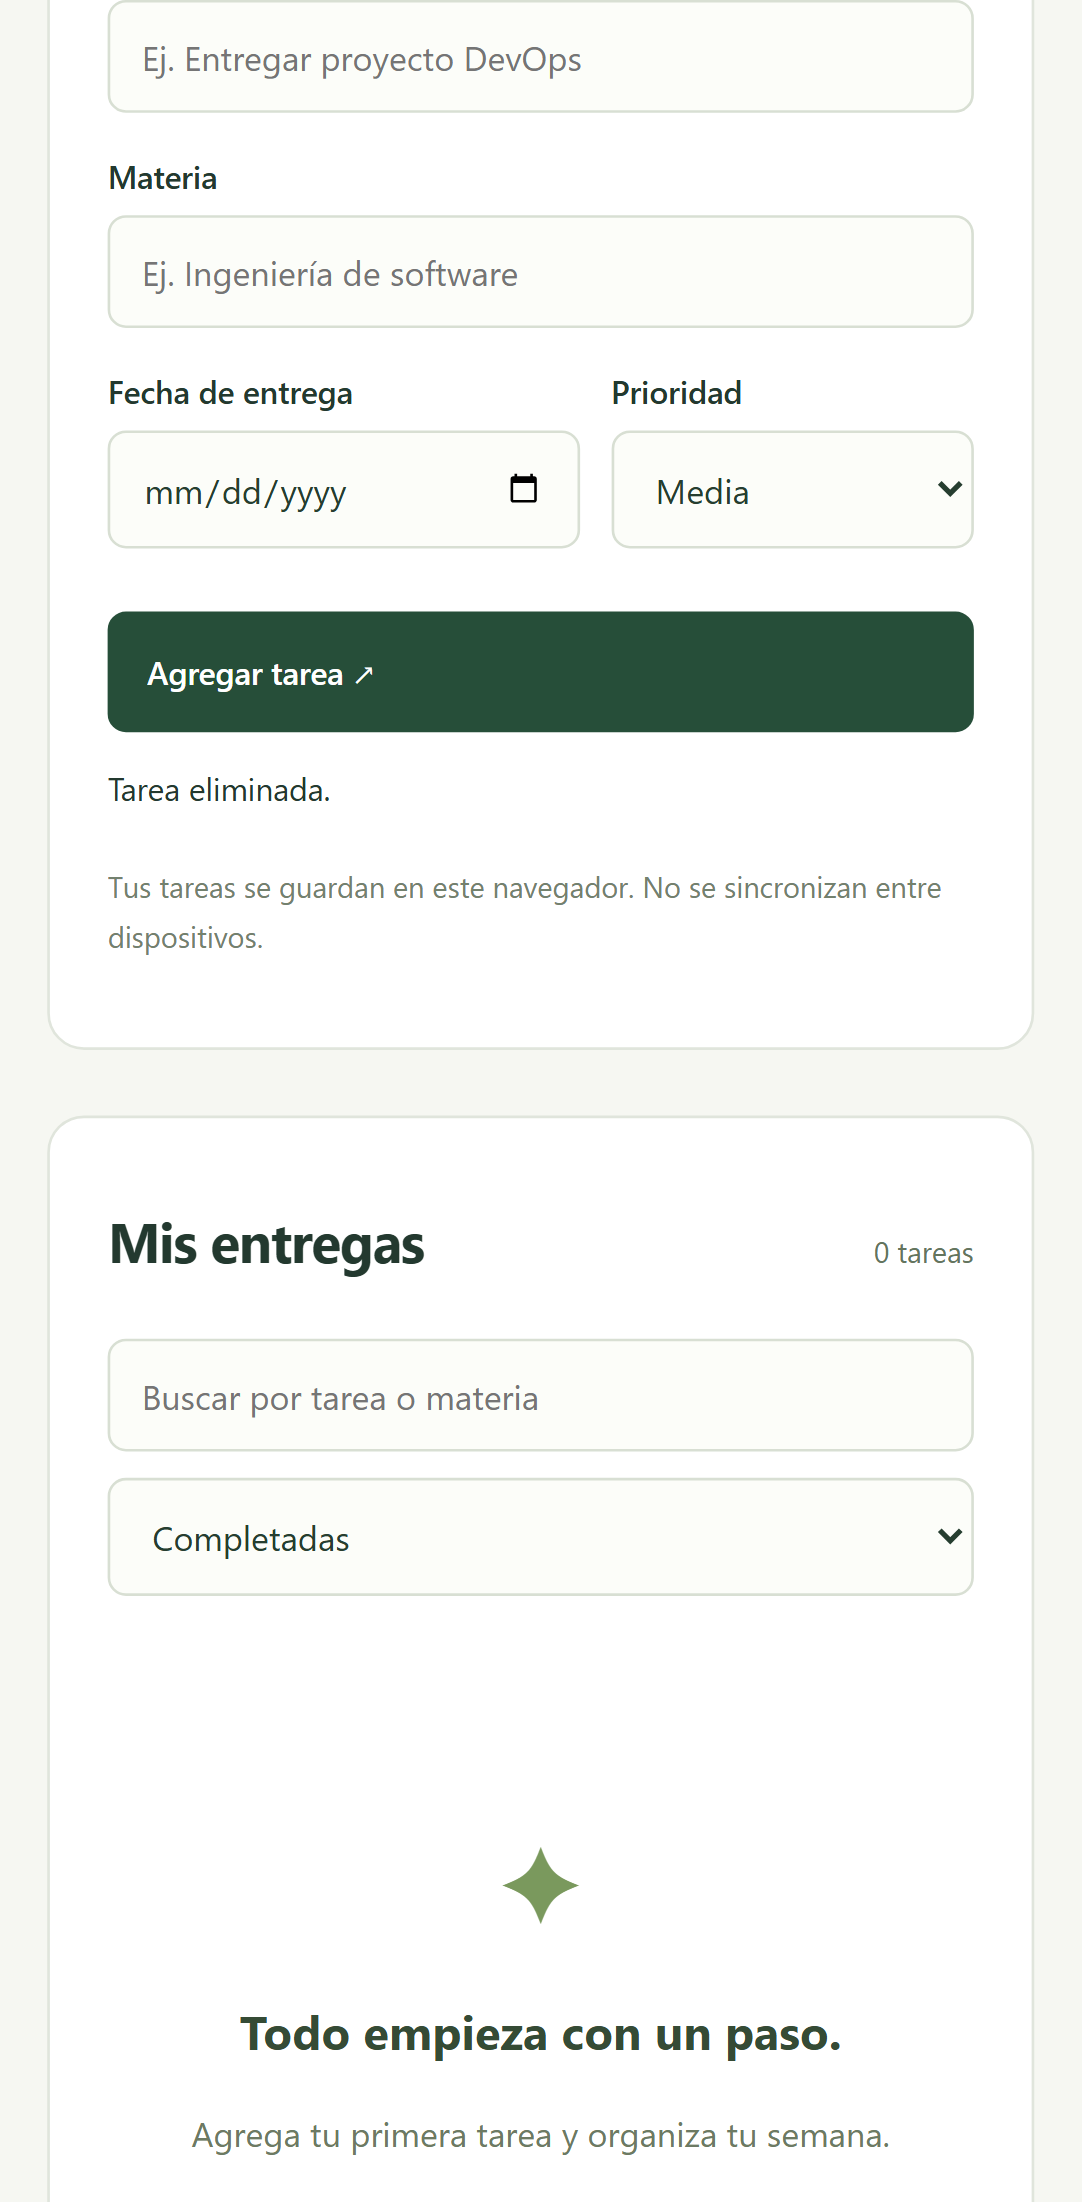 Ej. Entregar proyecto DevOps
Materia
Ej. Ingeniería de software
Fecha de entrega
Prioridad
mm/dd/yyyy
Media
Agregar tarea ↗
Tarea eliminada.
Tus tareas se guardan en este navegador. No se sincronizan entre
dispositivos.
Mis entregas
0 tareas
Buscar por tarea o materia
Completadas
Todo empieza con un paso.
Agrega tu primera tarea y organiza tu semana.